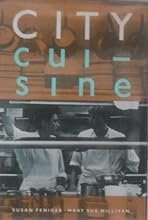 CITY
cui-
sine
SUSAN FENIGER · MARY SUE MILLIKEN